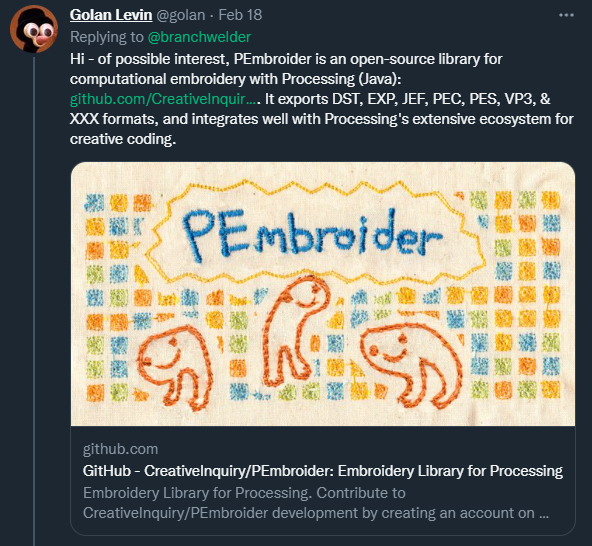 Golan Levin @golan · Feb 18
Replying to @branchwelder
Hi - of possible interest, PEmbroider is an open-source library for
computational embroidery with Processing (Java):
github.com/CreativeInquir…. It exports DST, EXP, JEF, PEC, PES, VP3, &
XXX formats, and integrates well with Processing's extensive ecosystem for
creative coding.
PEmbroider
github.com
GitHub - CreativeInquiry/PEmbroider: Embroidery Library for Processing
Embroidery Library for Processing. Contribute to
CreativeInquiry/PEmbroider development by creating an account on ...